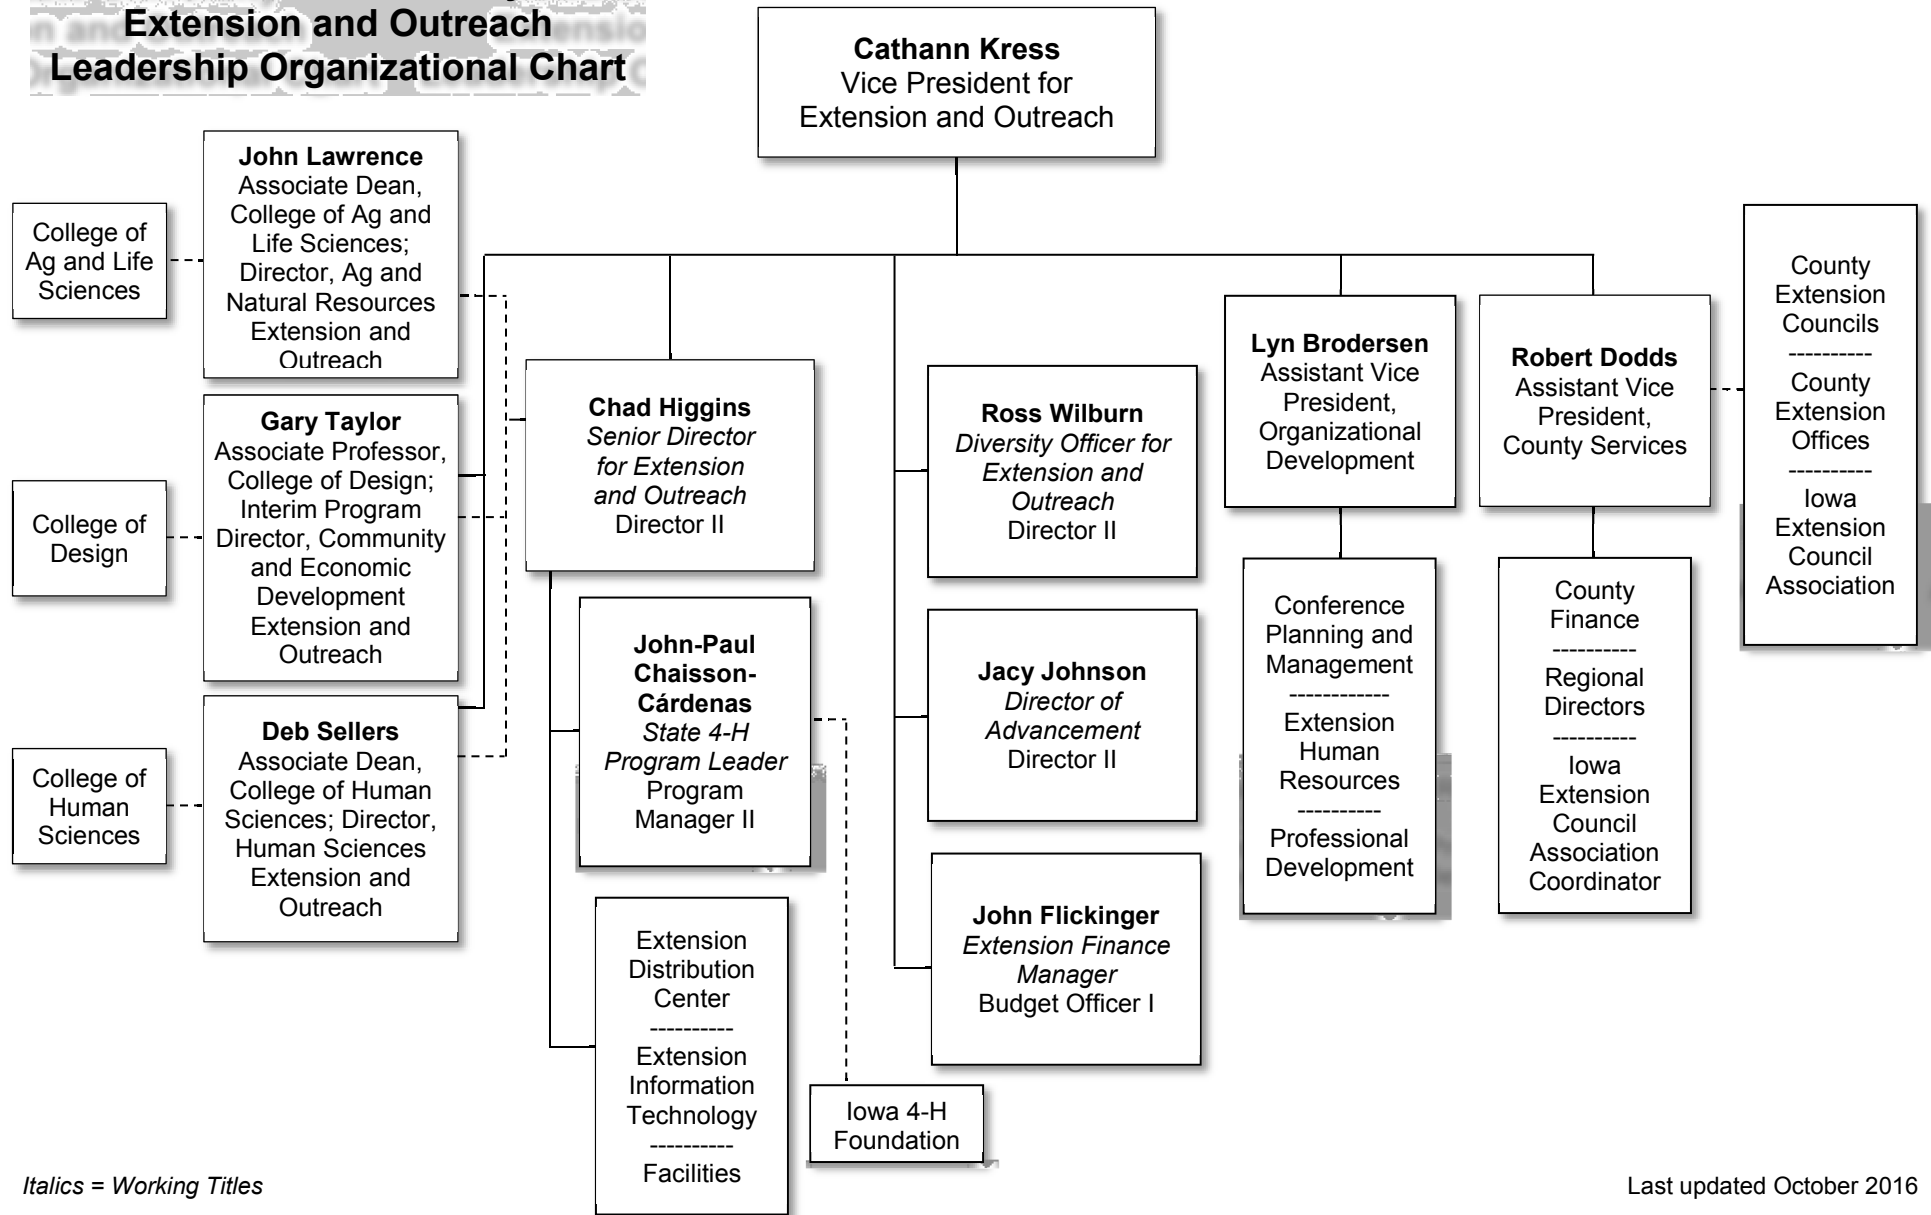 Extension and Outreach
Leadership Organizational Chart
Cathann Kress
Vice President for
Extension and Outreach
College of
Ag and Life
Sciences
John Lawrence
Associate Dean,
College of Ag and
Life Sciences;
Director, Ag and
Natural Resources
Extension and
Outreach
College of
Design
Gary Taylor
Associate Professor,
College of Design;
Interim Program
Director, Community
and Economic
Development
Extension and
Outreach
College of
Human
Sciences
Deb Sellers
Associate Dean,
College of Human
Sciences; Director,
Human Sciences
Extension and
Outreach
Chad Higgins
Senior Director
for Extension
and Outreach
Director II
John-Paul
Chaisson-
Cárdenas
State 4-H
Program Leader
Program
Manager II
Extension
Distribution
Center
----------
Extension
Information
Technology
----------
Facilities
Iowa 4-H
Foundation
Ross Wilburn
Diversity Officer for
Extension and
Outreach
Director II
Jacy Johnson
Director of
Advancement
Director II
John Flickinger
Extension Finance
Manager
Budget Officer I
Lyn Brodersen
Assistant Vice
President,
Organizational
Development
Conference
Planning and
Management
------------
Extension
Human
Resources
----------
Professional
Development
Robert Dodds
Assistant Vice
President,
County Services
County
Finance
----------
Regional
Directors
----------
Iowa
Extension
Council
Association
Coordinator
County
Extension
Councils
----------
County
Extension
Offices
----------
Iowa
Extension
Council
Association
Italics = Working Titles
Last updated October 2016